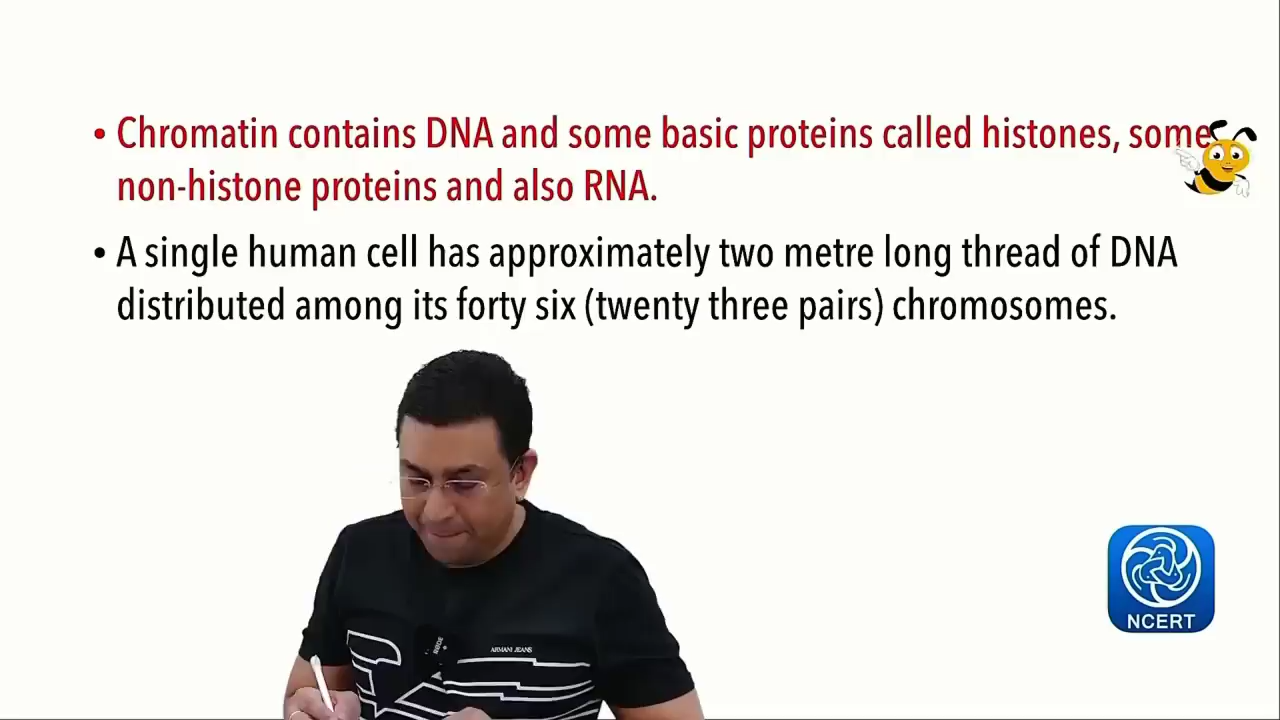 • Chromatin contains DNA and some basic proteins called histones, some
non-histone proteins and also RNA.
• A single human cell has approximately two metre long thread of DNA
distributed among its forty six (twenty three pairs) chromosomes.
ARMANI JEANS
NCERT